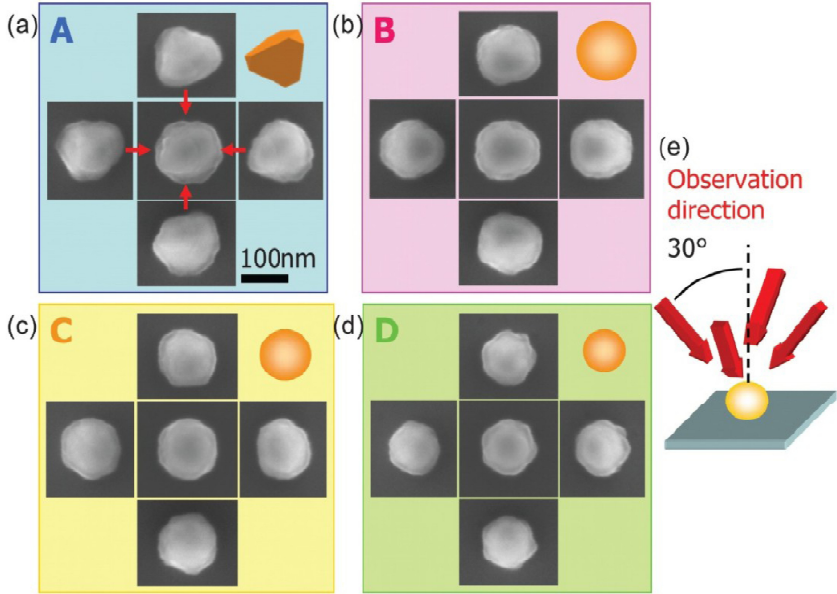 (a)
A
100nm
(b)
B
(c)
C
(d)
D
(e)
Observation
direction
30°